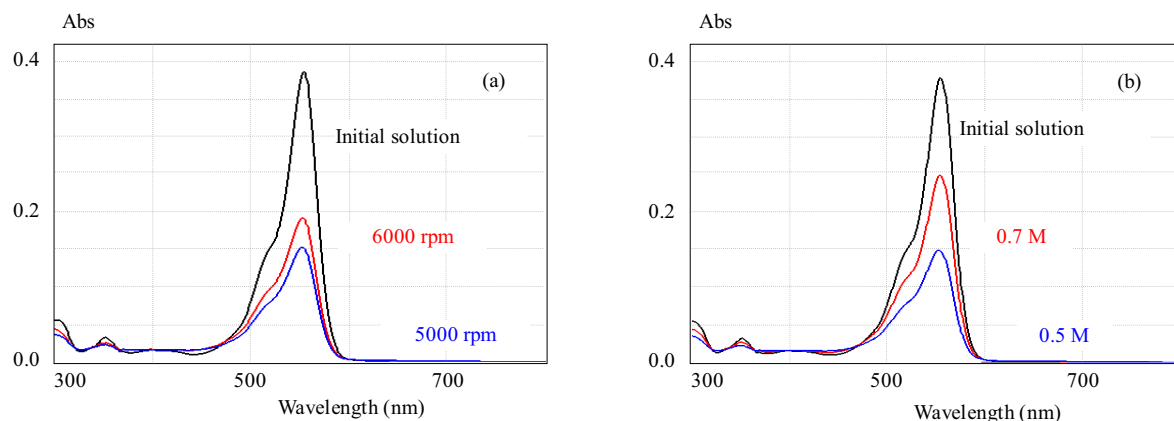 Abs
0.4
(a)
Initial solution
0.2
6000 rpm
5000 rpm
0.0
300
500
700
Wavelength (nm)
Abs
0.4
(b)
Initial solution
0.2
0.7 M
0.5 M
0.0
300
500
700
Wavelength (nm)